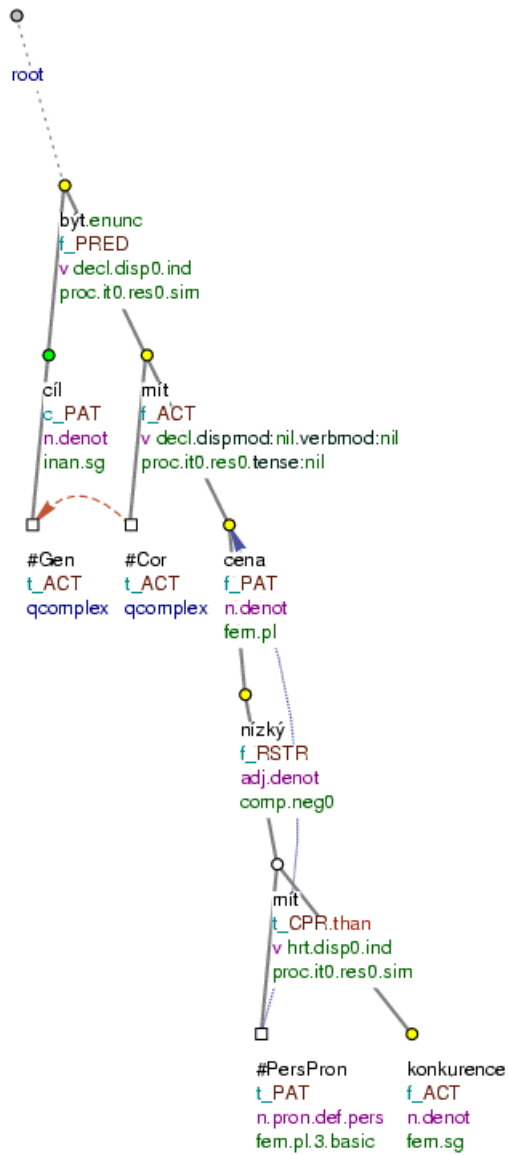 root
být.enunc
f_PRED
v decl.disp0.ind
proc.it0.res0.sim
cíl
c_PAT
n.denot
inan.sg
mít
f_ACT
v decl.dispmod:nil.verbmod:nil
proc.it0.res0.tense:nil
#Gen
t_ACT
qcomplex
#Cor
t_ACT
qcomplex
cena
f_PAT
n.denot
fem.pl
nízký
f_RSTR
adj.denot
comp.neg0
mít
t_CPR.than
v hrt.disp0.ind
proc.it0.res0.sim
#PersPron
t_PAT
n.pron.def.pers
fem.pl.3.basic
konkurence
f_ACT
n.denot
fem.sg